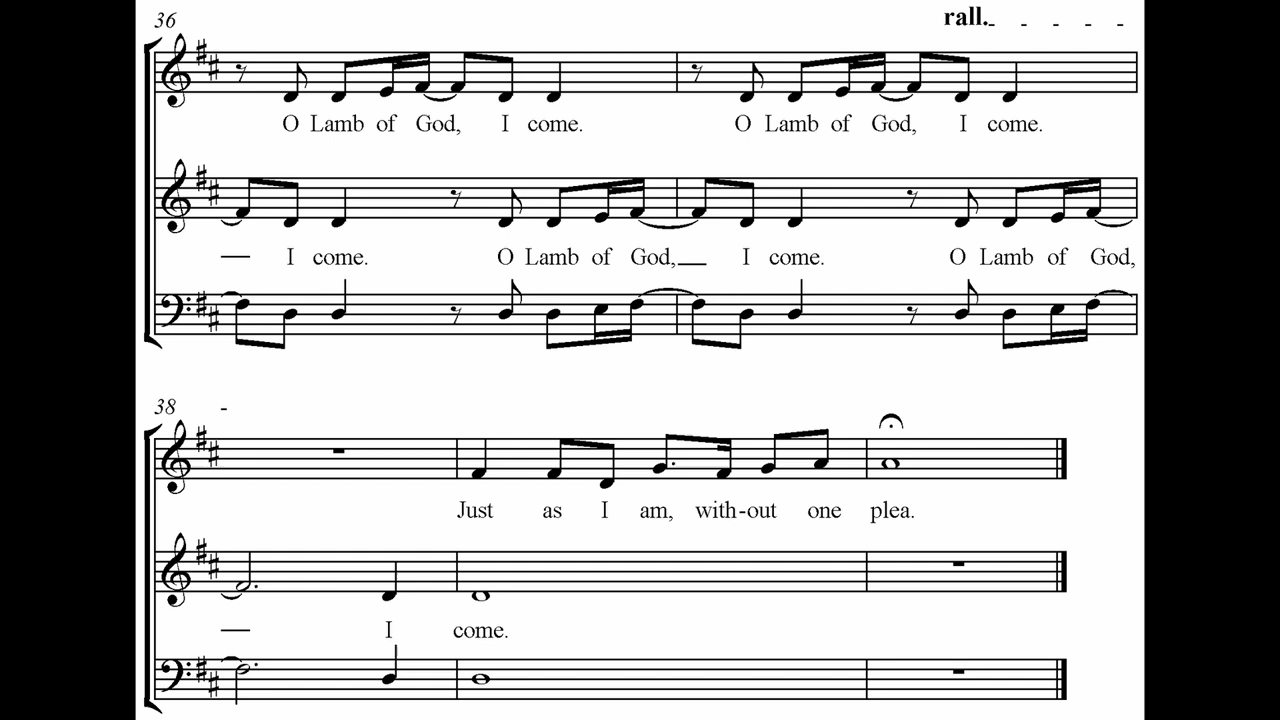 36
rall. - - - - -
O Lamb of God, I come. O Lamb of God, I come.
I come. O Lamb of God, I come. O Lamb of God,
38 -
Just as I am, with-out one plea.
I come.